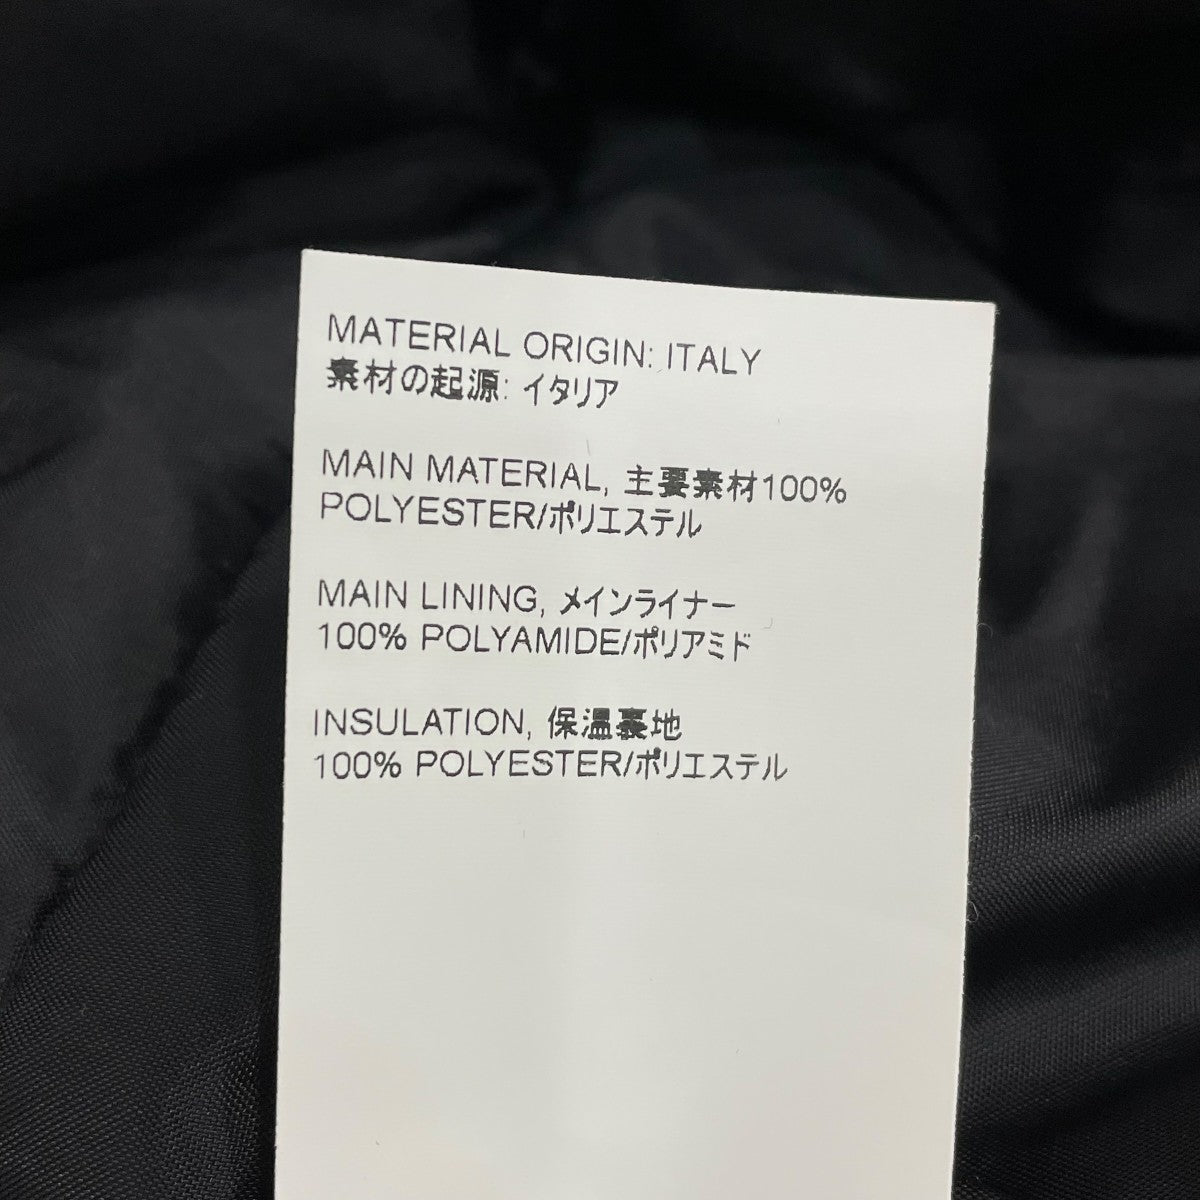 MATERIAL ORIGIN: ITALY
素材の起源: イタリア
MAIN MATERIAL, 主要素材100%
POLYESTER/ポリエステル
MAIN LINING, メインライナー
100% POLYAMIDE/ポリアミド
INSULATION, 保温裏地
100% POLYESTER/ポリエステル